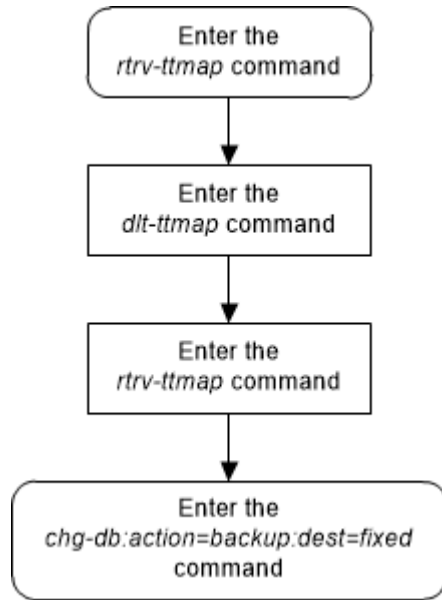 Enter the
rtrv-ttmap command
Enter the
dlt-ttmap command
Enter the
rtrv-ttmap command
Enter the
chg-db:action=backup:dest=fixed
command